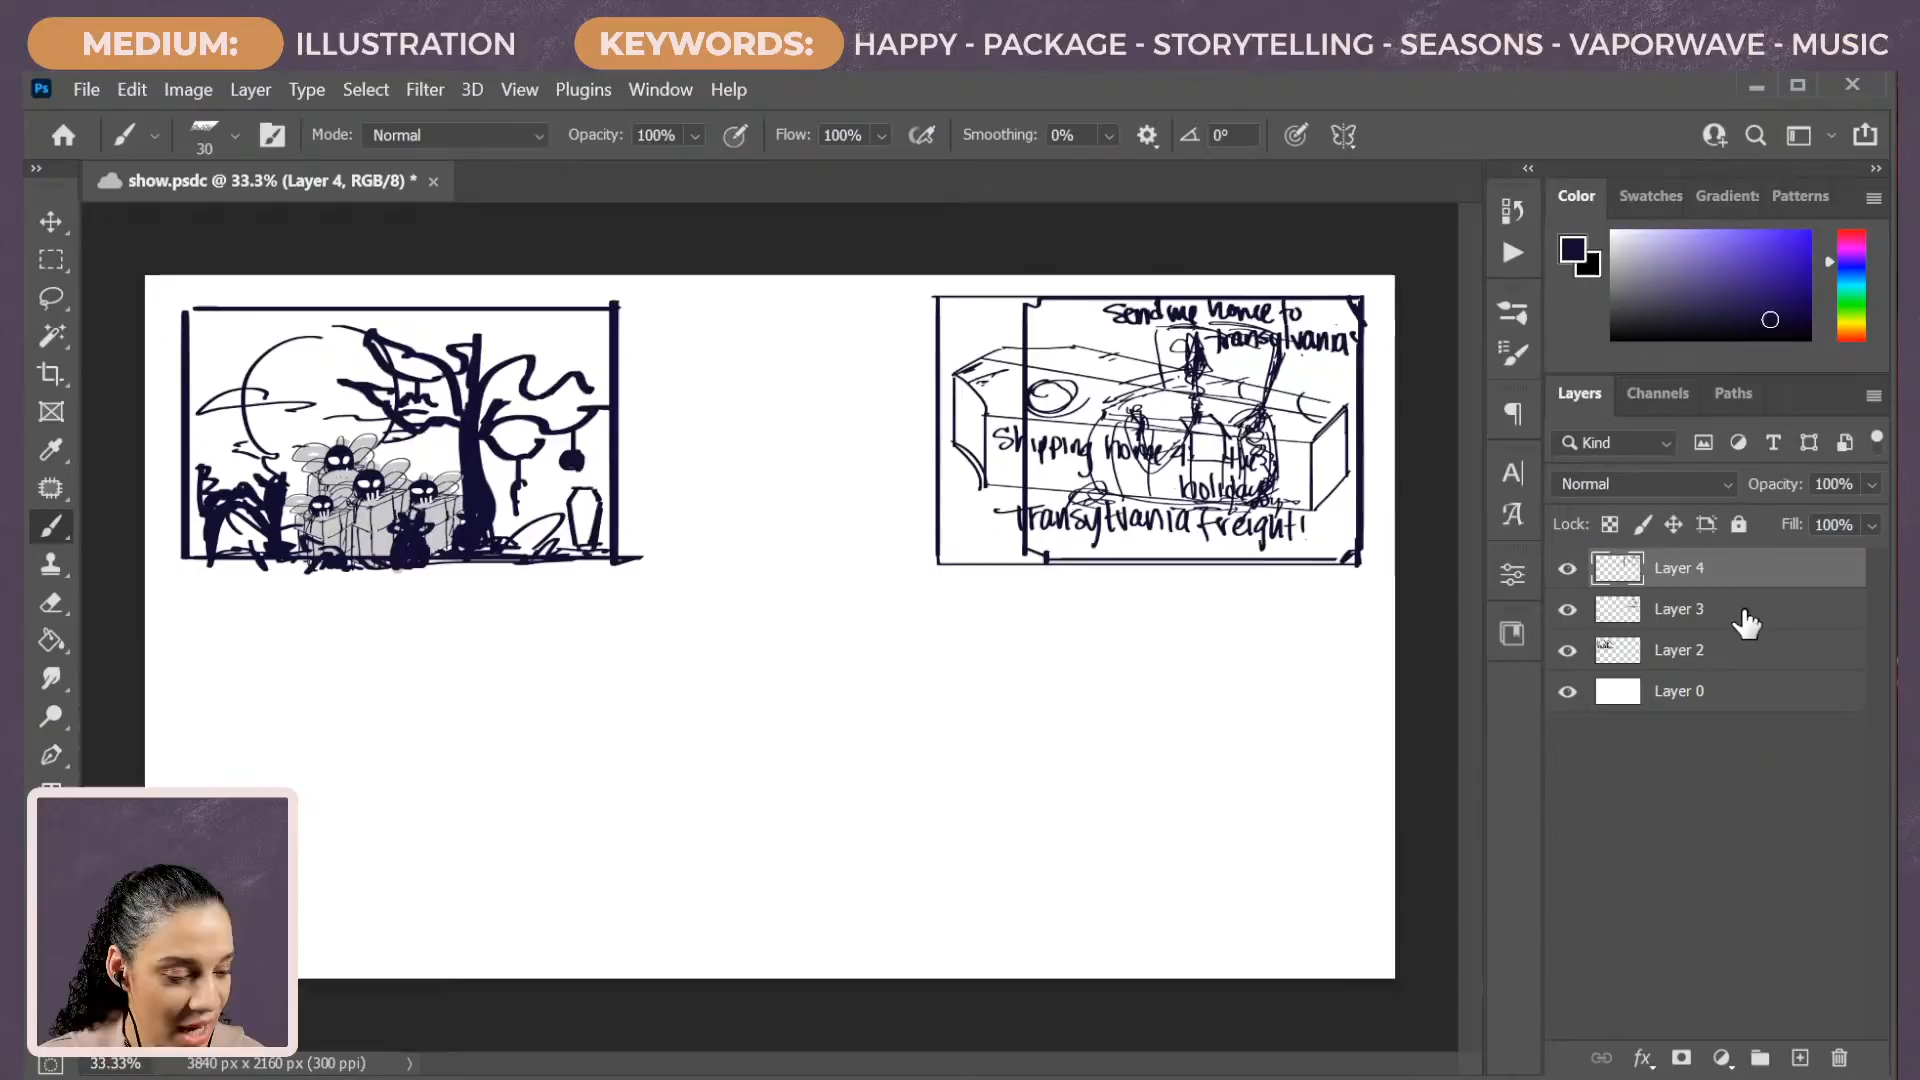 MEDIUM: ILLUSTRATION KEYWORDS: HAPPY - PACKAGE - STORYTELLING - SEASONS - VAPORWAVE - MUSIC
Ps File Edit Image Layer Type Select Filter 3D View Plugins Window Help
30 Mode: Normal Opacity: 100% Flow: 100% Smoothing: 0% 0°
show.psdc @ 33.3% (Layer 4, RGB/8) *
Color Swatches Gradients Patterns
Send me home to
transylvania
Shipping home 4 the
holidays
Transylvania freight!
Layers Channels Paths
Kind
Normal Opacity: 100%
Lock: Fill: 100%
Layer 4
Layer 3
Layer 2
Layer 0
33.33% 3840 px x 2160 px (300 ppi)
fx